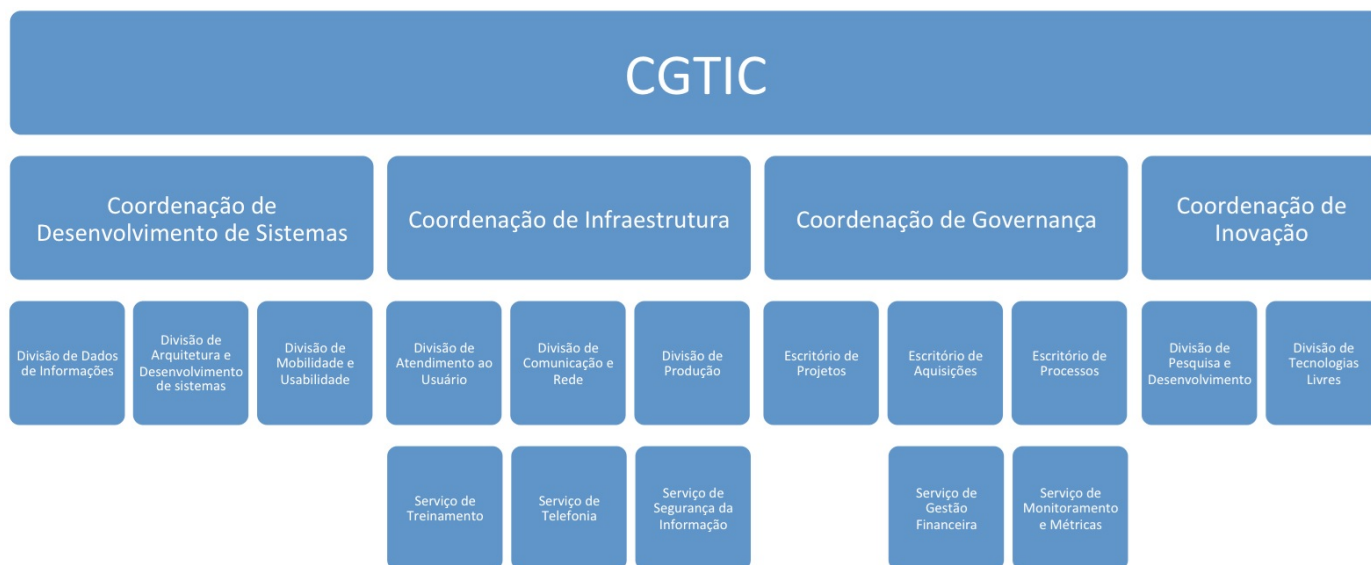 CGTIC
Coordenação de
Desenvolvimento de Sistemas
Coordenação de Infraestrutura
Coordenação de Governança
Coordenação de
Inovação
Divisão de Dados
de Informações
Divisão de
Arquitetura e
Desenvolvimento
de sistemas
Divisão de
Mobilidade e
Usabilidade
Divisão de
Atendimento ao
Usuário
Divisão de
Comunicação e
Rede
Divisão de
Produção
Escritório de
Projetos
Escritório de
Aquisições
Escritório de
Processos
Divisão de
Pesquisa e
Desenvolvimento
Divisão de
Tecnologias
Livres
Serviço de
Treinamento
Serviço de
Telefonia
Serviço de
Segurança da
Informação
Serviço de
Gestão
Financeira
Serviço de
Monitoramento
e Métricas